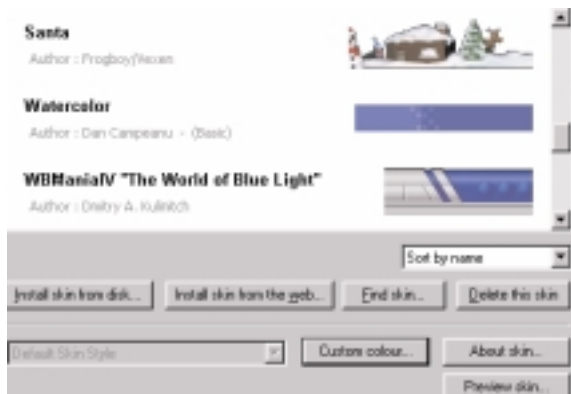 Santa
Author : Frogboy/Vexen
Watercolor
Author : Dan Campeanu - (Basic)
WBManiaIV "The World of Blue Light"
Author : Dmitry A. Kulinitch
Sort by name
Install skin from disk...
Install skin from the web...
Find skin...
Delete this skin
Default Skin Style
Custom colour...
About skin...
Preview skin...